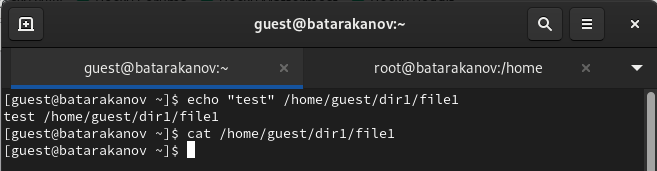 guest@batarakanov:~
guest@batarakanov:~
root@batarakanov:/home
[guest@batarakanov ~]$ echo "test" /home/guest/dir1/file1
test /home/guest/dir1/file1
[guest@batarakanov ~]$ cat /home/guest/dir1/file1
[guest@batarakanov ~]$